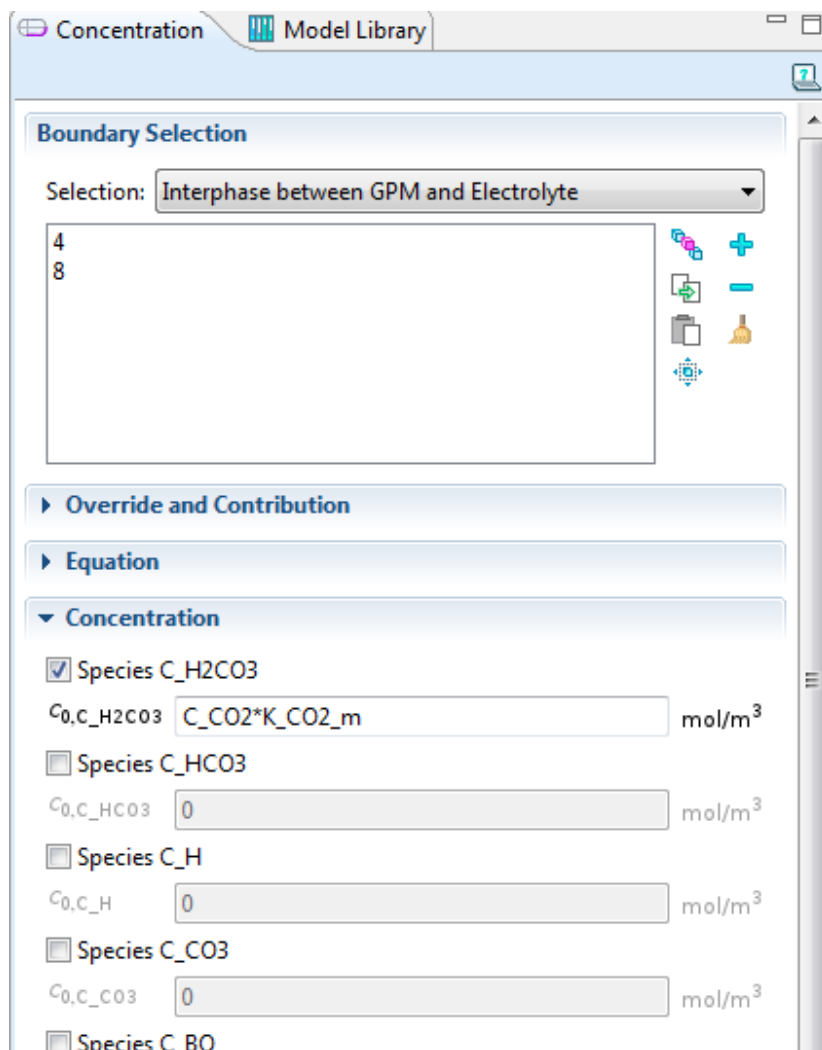 Concentration Model Library
Boundary Selection
Selection: Interphase between GPM and Electrolyte
4
8
Override and Contribution
Equation
Concentration
Species C_H2CO3
c0,C_H2CO3 C_CO2*K_CO2_m mol/m³
Species C_HCO3
c0,C_HCO3 0 mol/m³
Species C_H
c0,C_H 0 mol/m³
Species C_CO3
c0,C_CO3 0 mol/m³
Species C_BO